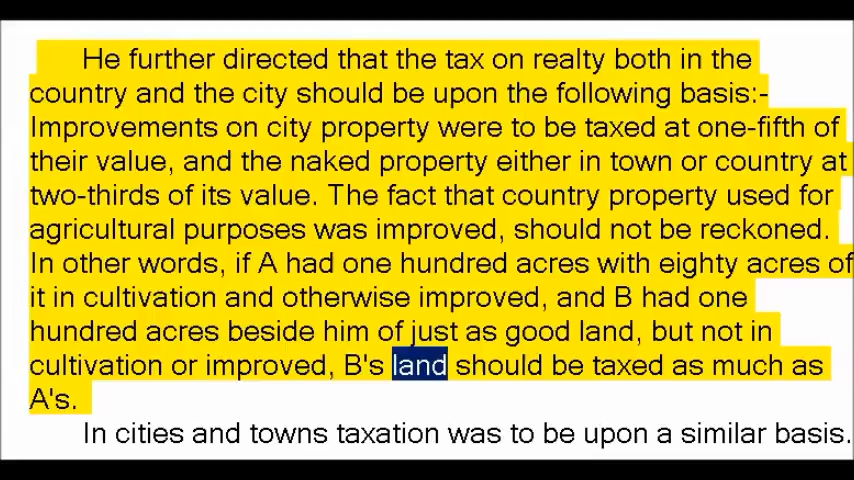 He further directed that the tax on realty both in the
country and the city should be upon the following basis:-
Improvements on city property were to be taxed at one-fifth of
their value, and the naked property either in town or country at
two-thirds of its value. The fact that country property used for
agricultural purposes was improved, should not be reckoned.
In other words, if A had one hundred acres with eighty acres of
it in cultivation and otherwise improved, and B had one
hundred acres beside him of just as good land, but not in
cultivation or improved, B's land should be taxed as much as
A's.
In cities and towns taxation was to be upon a similar basis.